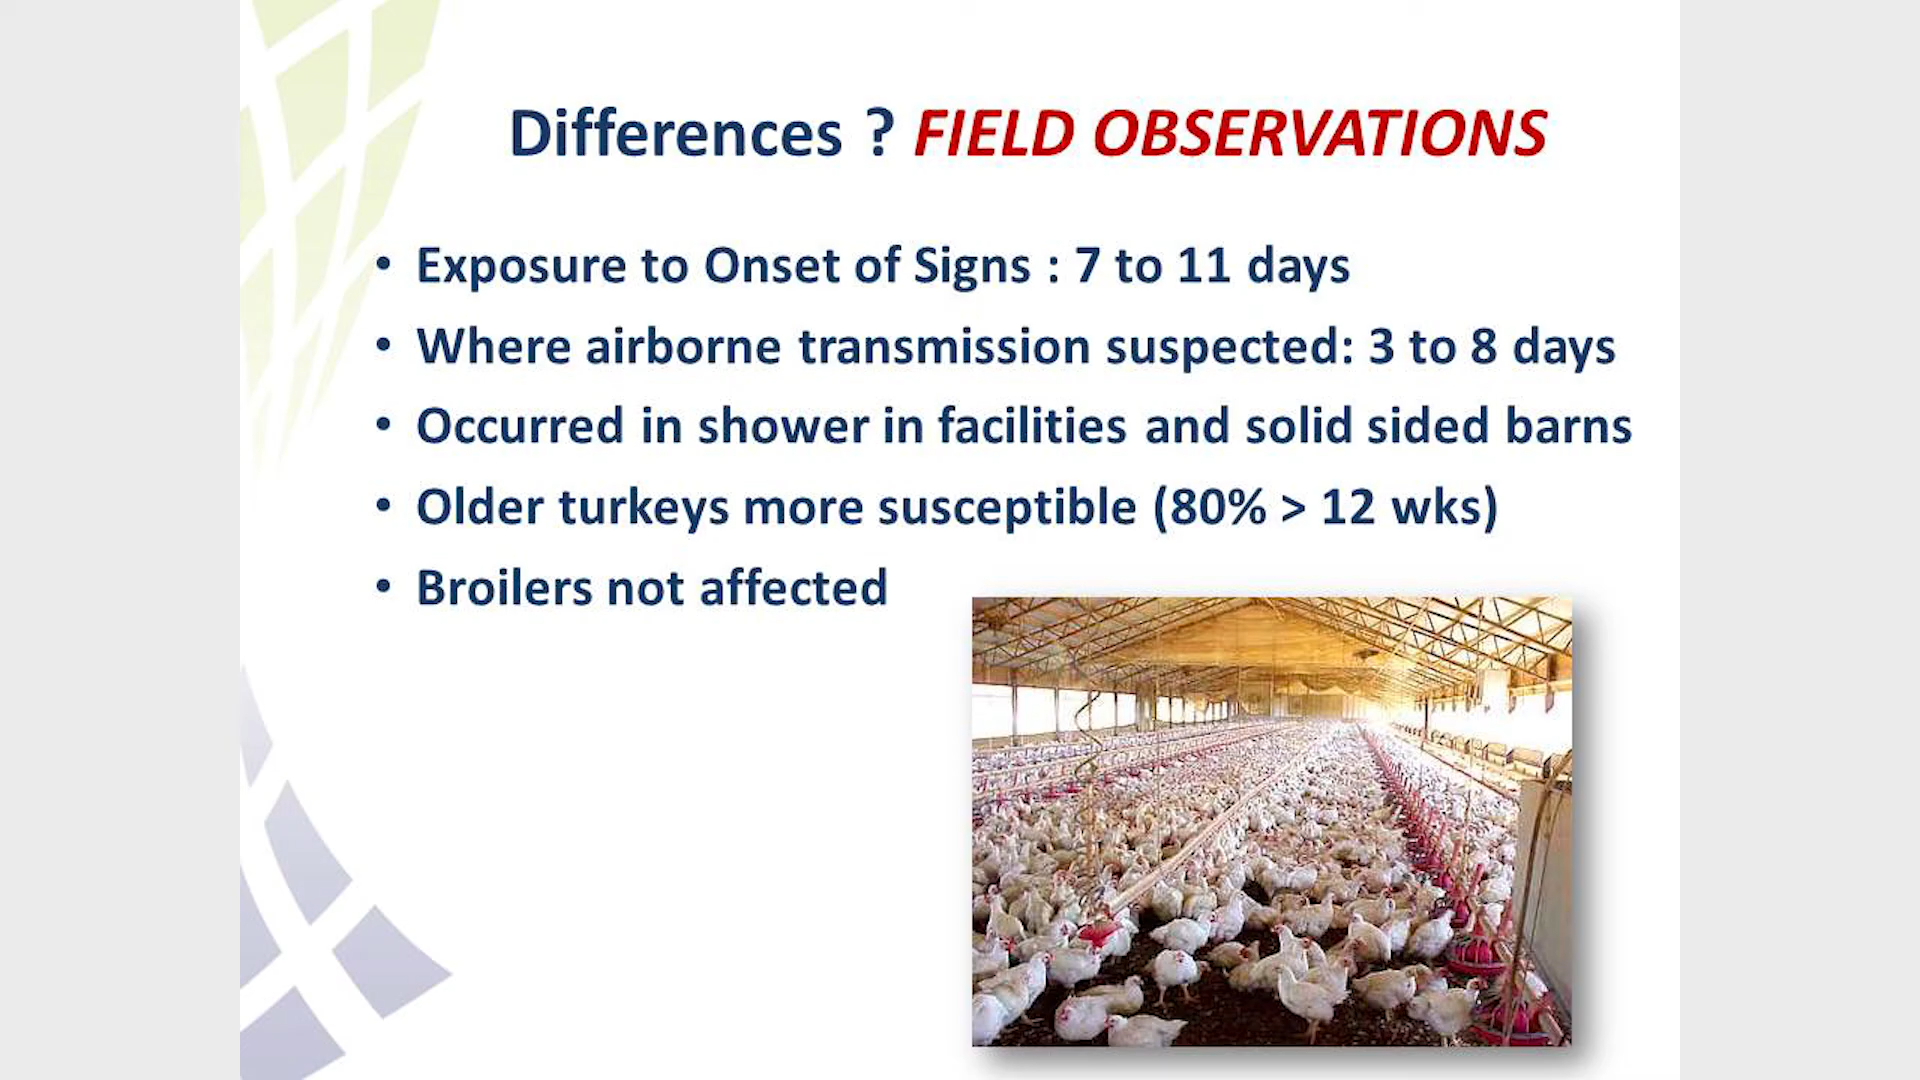 Differences ? FIELD OBSERVATIONS
• Exposure to Onset of Signs : 7 to 11 days
• Where airborne transmission suspected: 3 to 8 days
• Occurred in shower in facilities and solid sided barns
• Older turkeys more susceptible (80% > 12 wks)
• Broilers not affected